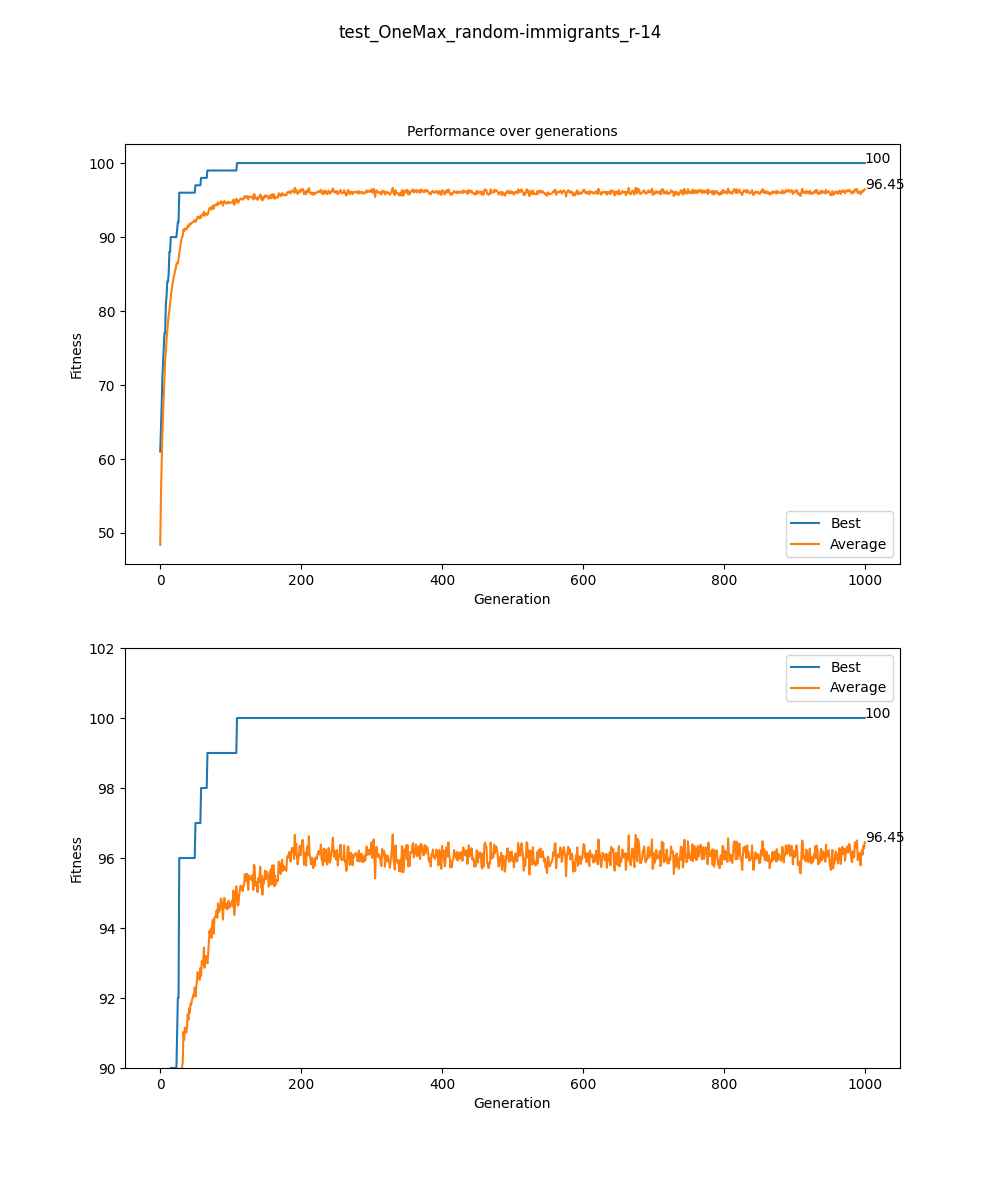 test_OneMax_random-immigrants_r-14
Performance over generations
100
90
80
70
60
50
Fitness
100
96.45
Best
Average
0 200 400 600 800 1000
Generation
102
100
98
96
94
92
90
Fitness
Best
Average
100
96.45
0 200 400 600 800 1000
Generation